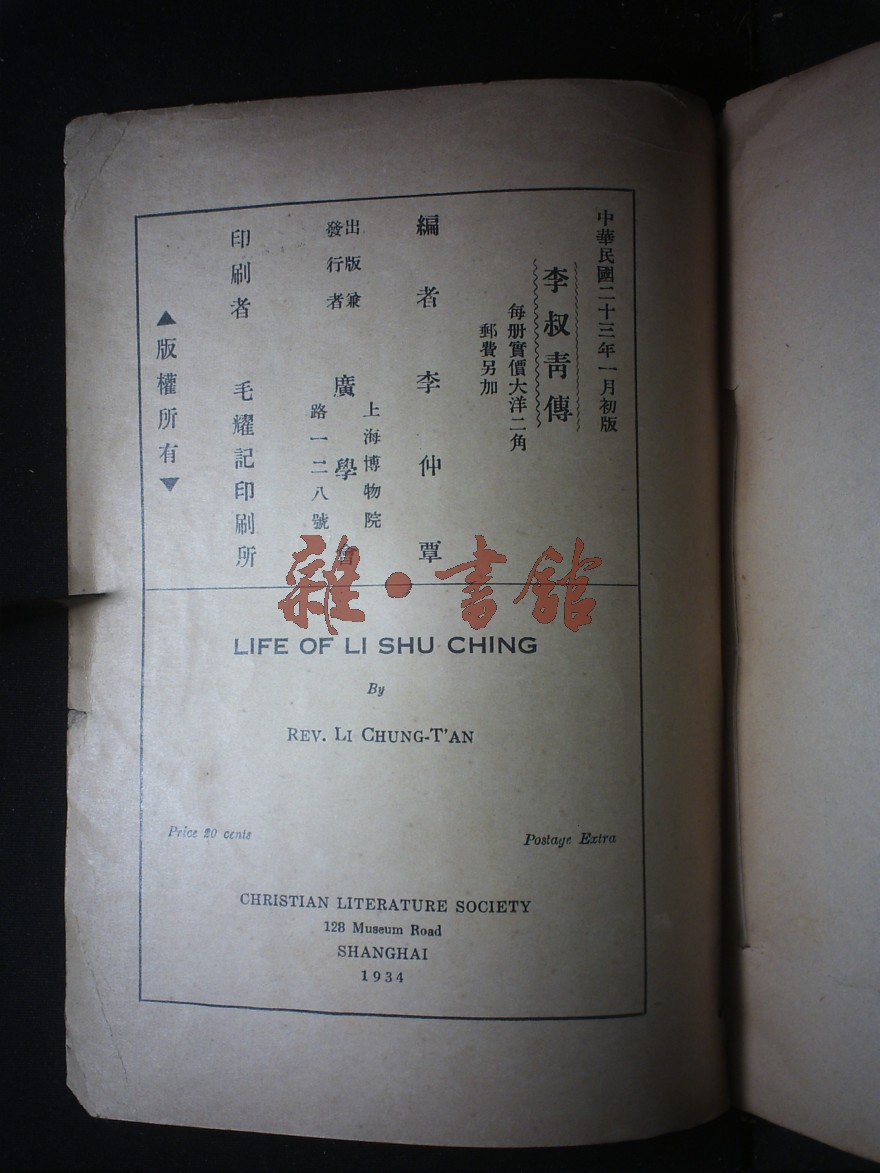 中華民國二十三年一月初版
李叔青傳
每册實價大洋二角
郵費另加
編者 李仲覃
出版兼
發行者
上海博物院
廣學會
路一二八號
印刷者 毛耀記印刷所
▲版權所有▼
雜·書舘
LIFE OF LI SHU CHING
By
REV. LI CHUNG-T'AN
Price 20 cents
Postage Extra
CHRISTIAN LITERATURE SOCIETY
128 Museum Road
SHANGHAI
1934